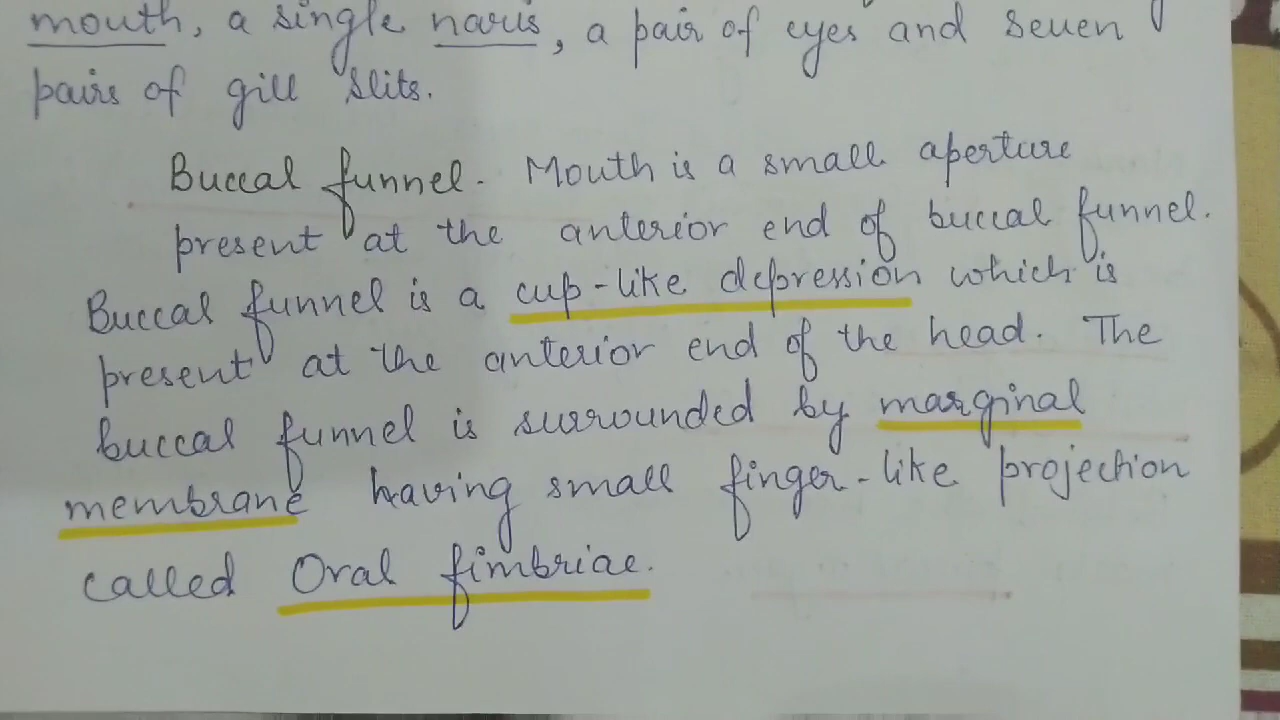 mouth, a single naris, a pair of eyes and seven
pairs of gill slits.
Buccal funnel. Mouth is a small aperture
present at the anterior end of buccal funnel.
Buccal funnel is a cup-like depression which is
present at the anterior end of the head. The
buccal funnel is surrounded by marginal
membrane having small finger-like projection
called Oral fimbriae.